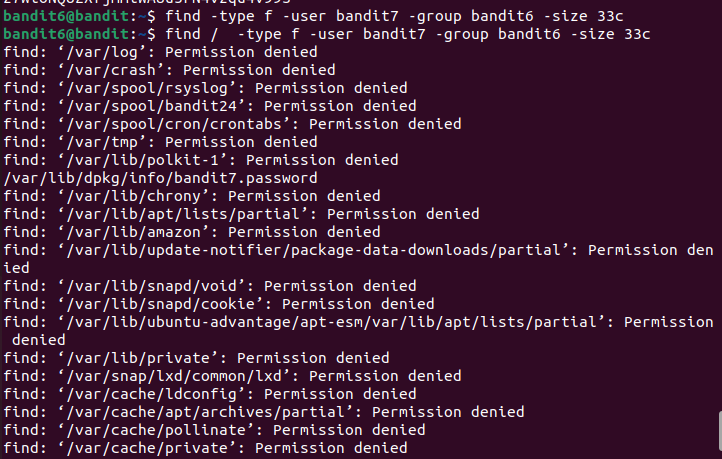 bandit6@bandit:~$ find -type f -user bandit7 -group bandit6 -size 33c
bandit6@bandit:~$ find /  -type f -user bandit7 -group bandit6 -size 33c
find: ‘/var/log’: Permission denied
find: ‘/var/crash’: Permission denied
find: ‘/var/spool/rsyslog’: Permission denied
find: ‘/var/spool/bandit24’: Permission denied
find: ‘/var/spool/cron/crontabs’: Permission denied
find: ‘/var/tmp’: Permission denied
find: ‘/var/lib/polkit-1’: Permission denied
/var/lib/dpkg/info/bandit7.password
find: ‘/var/lib/chrony’: Permission denied
find: ‘/var/lib/apt/lists/partial’: Permission denied
find: ‘/var/lib/amazon’: Permission denied
find: ‘/var/lib/update-notifier/package-data-downloads/partial’: Permission den
ied
find: ‘/var/lib/snapd/void’: Permission denied
find: ‘/var/lib/snapd/cookie’: Permission denied
find: ‘/var/lib/ubuntu-advantage/apt-esm/var/lib/apt/lists/partial’: Permission
 denied
find: ‘/var/lib/private’: Permission denied
find: ‘/var/snap/lxd/common/lxd’: Permission denied
find: ‘/var/cache/ldconfig’: Permission denied
find: ‘/var/cache/apt/archives/partial’: Permission denied
find: ‘/var/cache/pollinate’: Permission denied
find: ‘/var/cache/private’: Permission denied